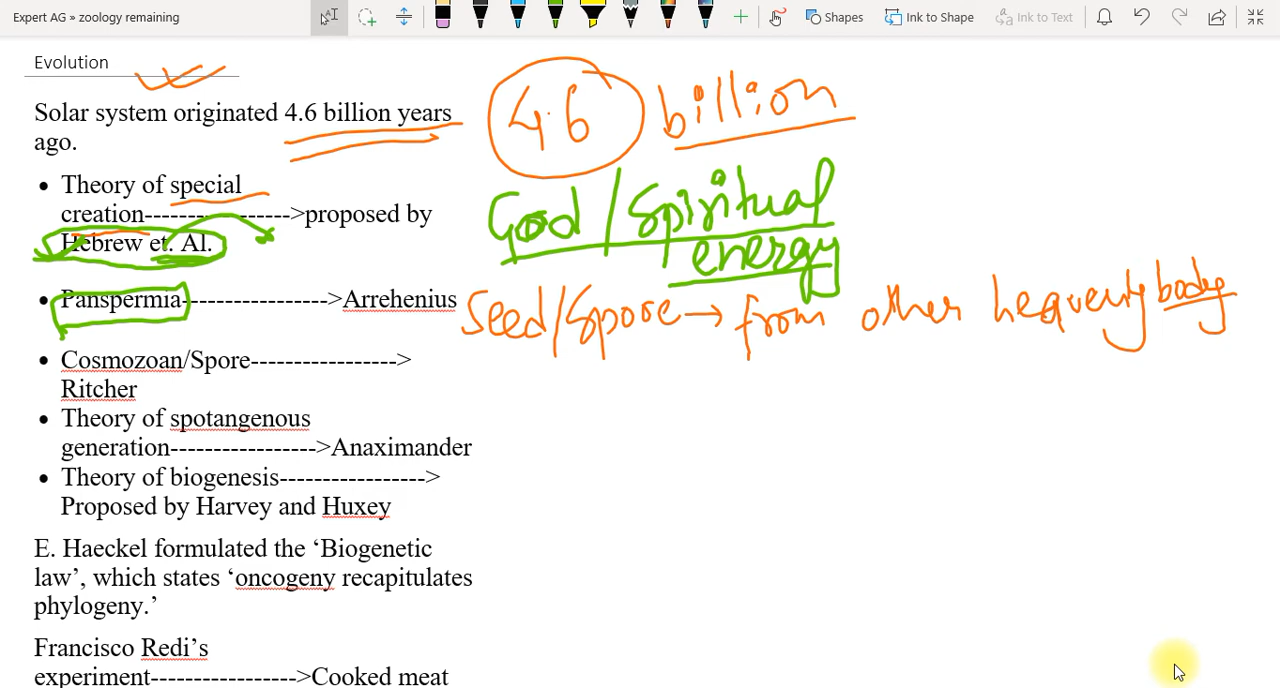 Expert AG » zoology remaining
Shapes
Ink to Shape
Ink to Text
Evolution
Solar system originated 4.6 billion years
ago.
4.6 billion
• Theory of special
creation----------------->proposed by
Hebrew et. Al.
God / Spiritual
energy
• Panspermia----------------->Arrehenius
Seed/Spore → from other heavenly body
• Cosmozoan/Spore----------------->
Ritcher
• Theory of spotangenous
generation----------------->Anaximander
• Theory of biogenesis----------------->
Proposed by Harvey and Huxey
E. Haeckel formulated the ‘Biogenetic
law’, which states ‘oncogeny recapitulates
phylogeny.’
Francisco Redi’s
experiment----------------->Cooked meat